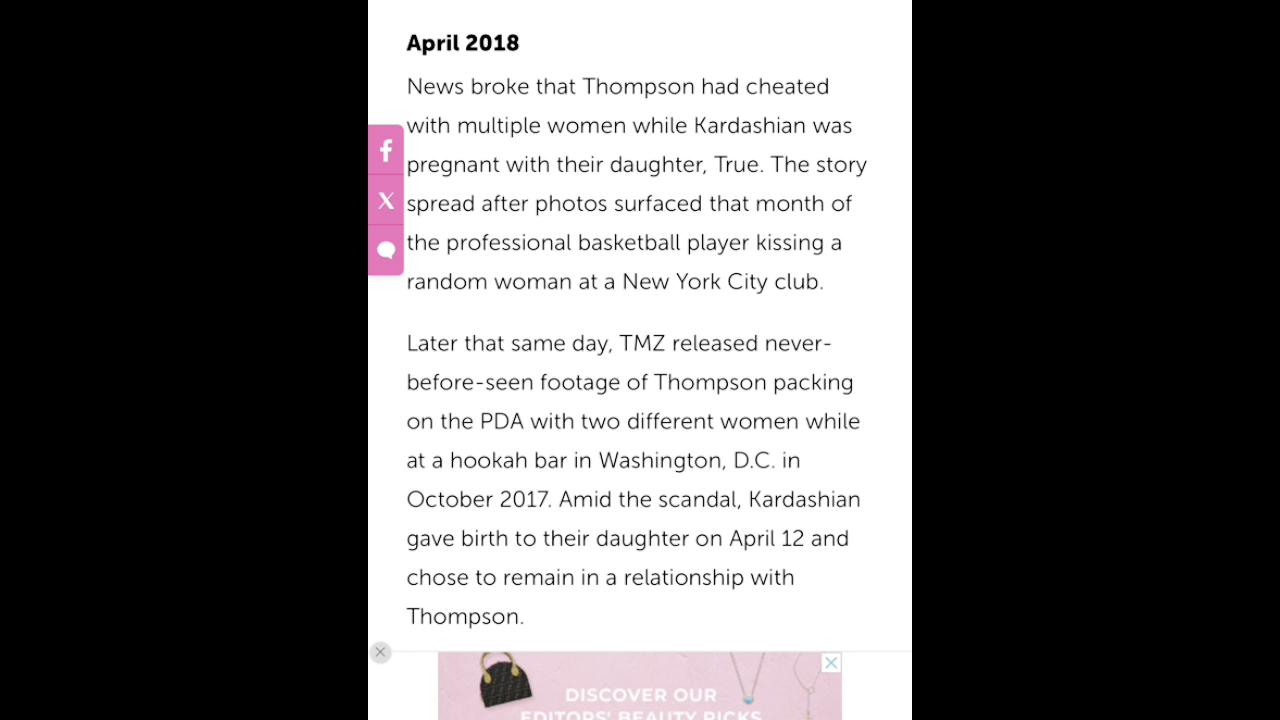 April 2018
News broke that Thompson had cheated
with multiple women while Kardashian was
pregnant with their daughter, True. The story
spread after photos surfaced that month of
the professional basketball player kissing a
random woman at a New York City club.
Later that same day, TMZ released never-
before-seen footage of Thompson packing
on the PDA with two different women while
at a hookah bar in Washington, D.C. in
October 2017. Amid the scandal, Kardashian
gave birth to their daughter on April 12 and
chose to remain in a relationship with
Thompson.
DISCOVER OUR
EDITORS' BEAUTY PICKS